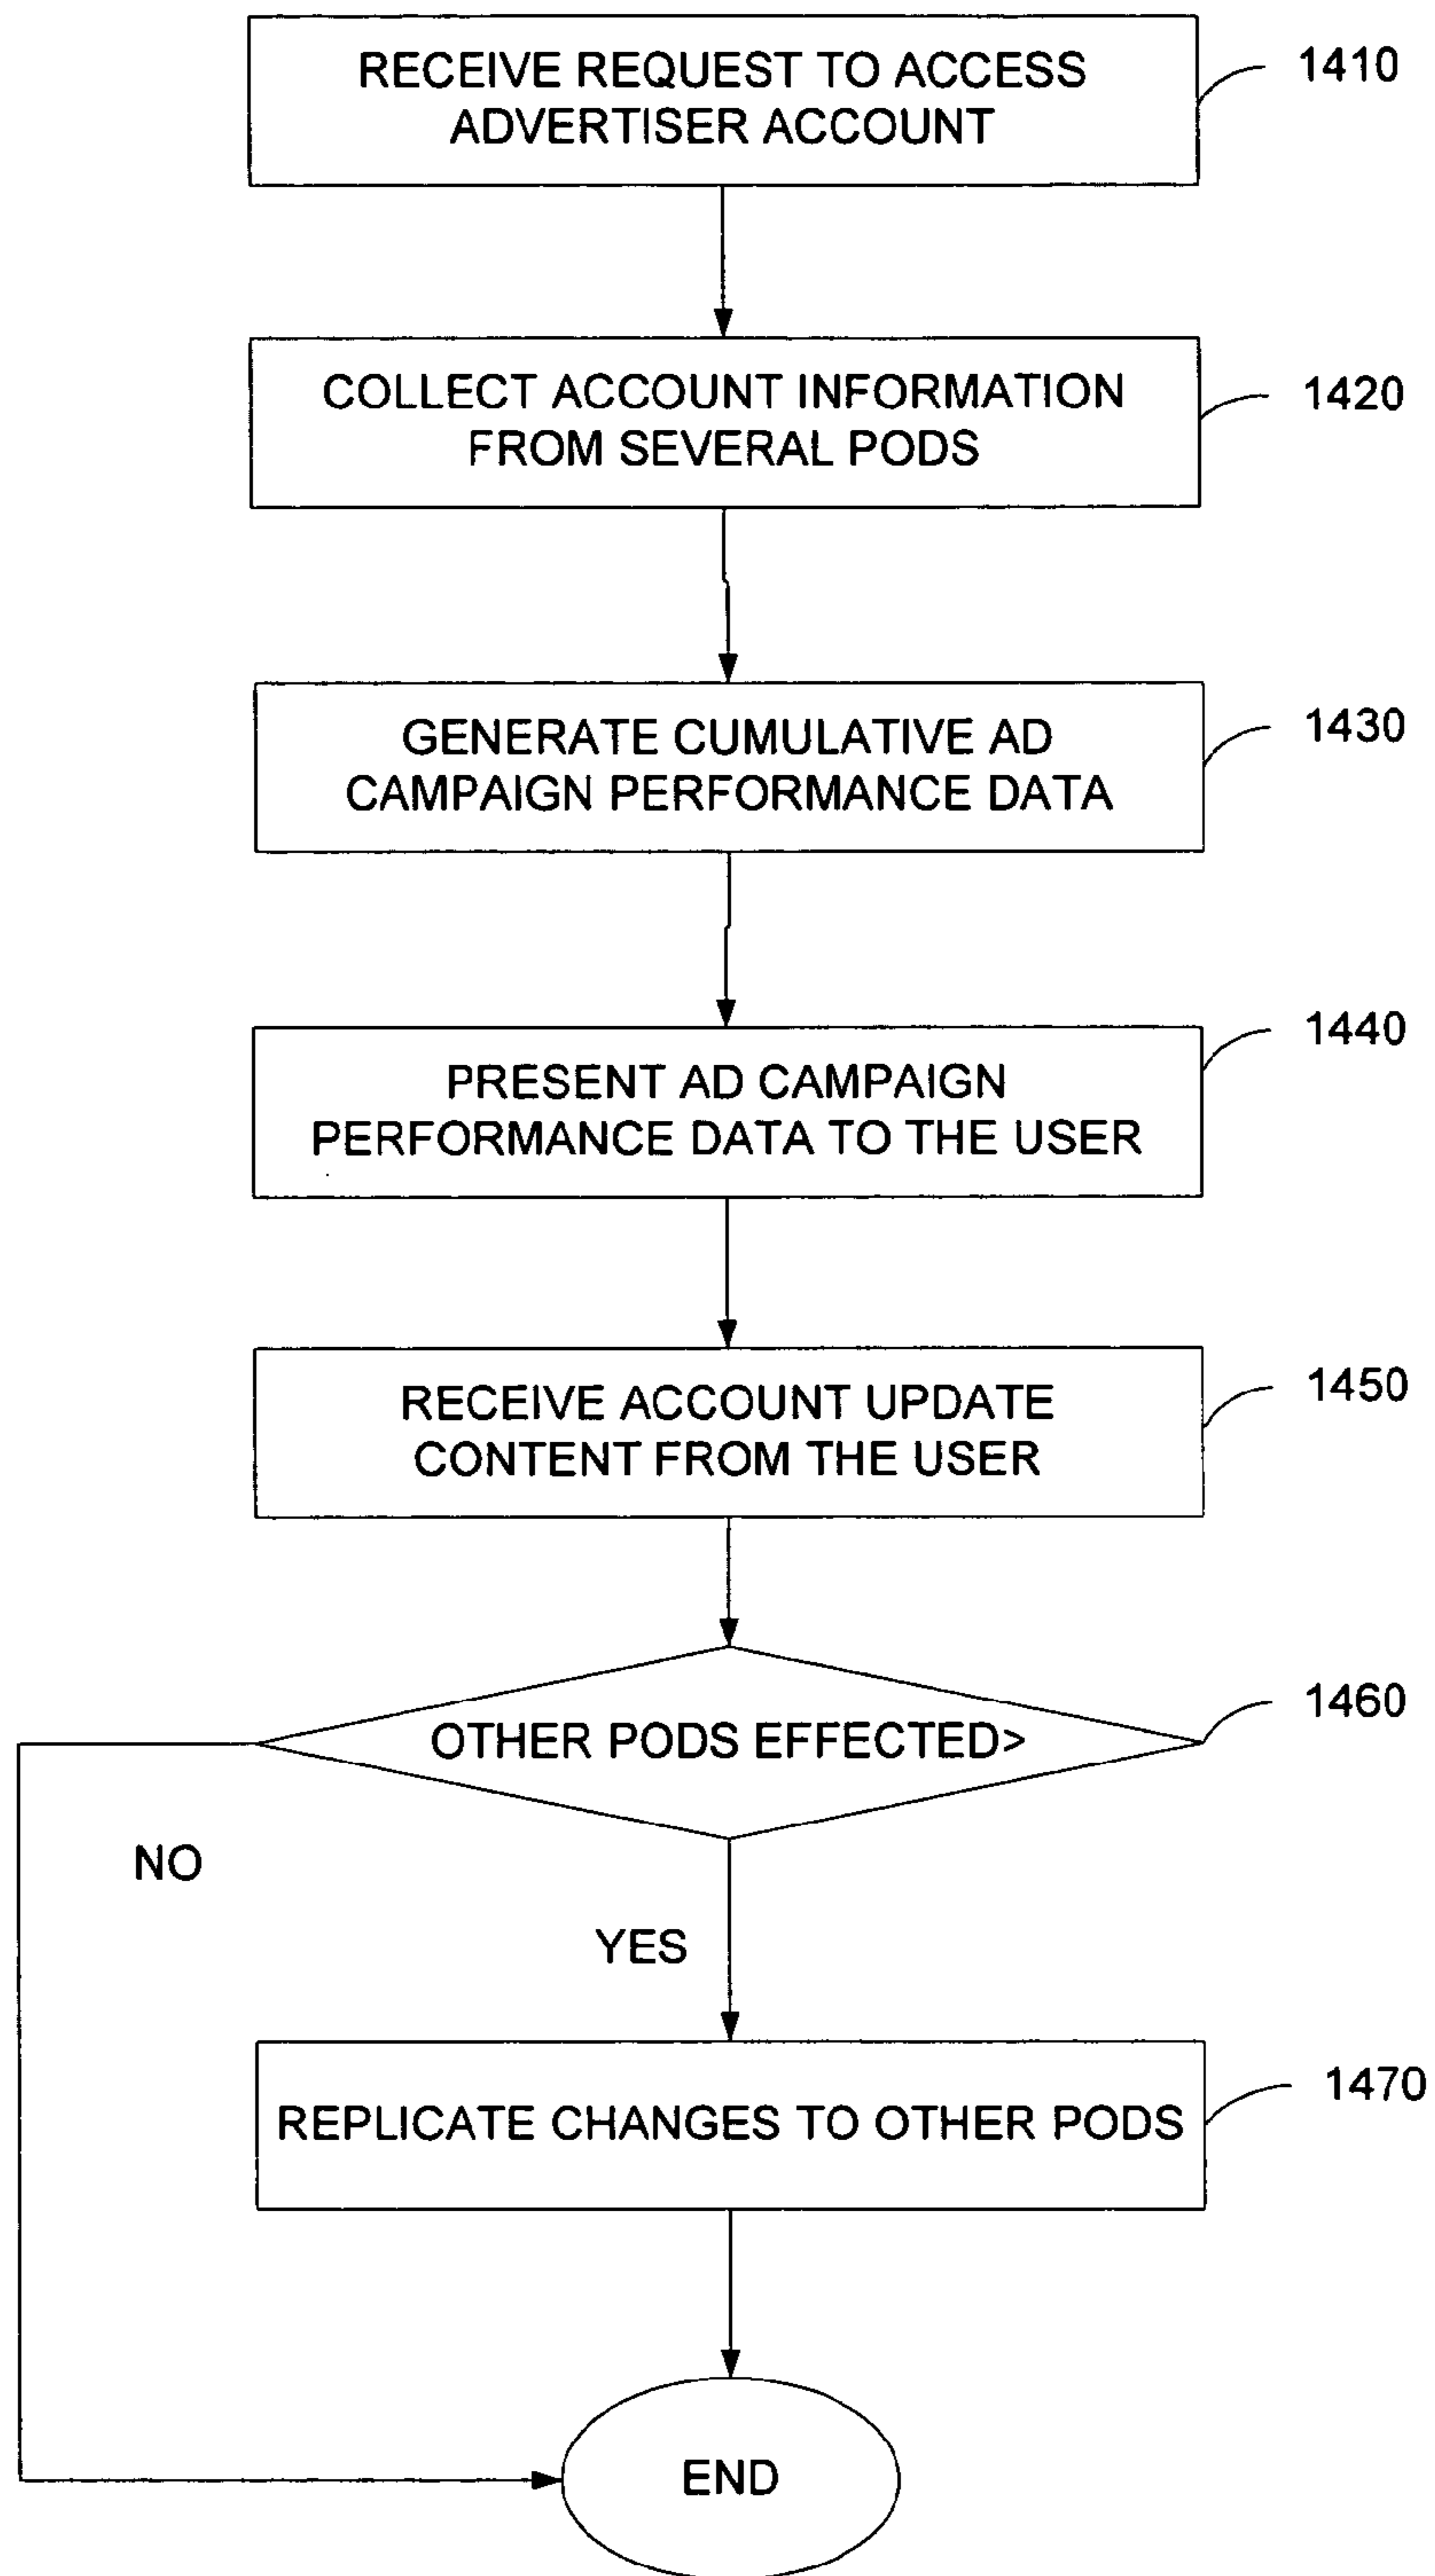 RECEIVE REQUEST TO ACCESS
ADVERTISER ACCOUNT
1410
COLLECT ACCOUNT INFORMATION
FROM SEVERAL PODS
1420
GENERATE CUMULATIVE AD
CAMPAIGN PERFORMANCE DATA
1430
PRESENT AD CAMPAIGN
PERFORMANCE DATA TO THE USER
1440
RECEIVE ACCOUNT UPDATE
CONTENT FROM THE USER
1450
OTHER PODS EFFECTED>
1460
NO
YES
REPLICATE CHANGES TO OTHER PODS
1470
END